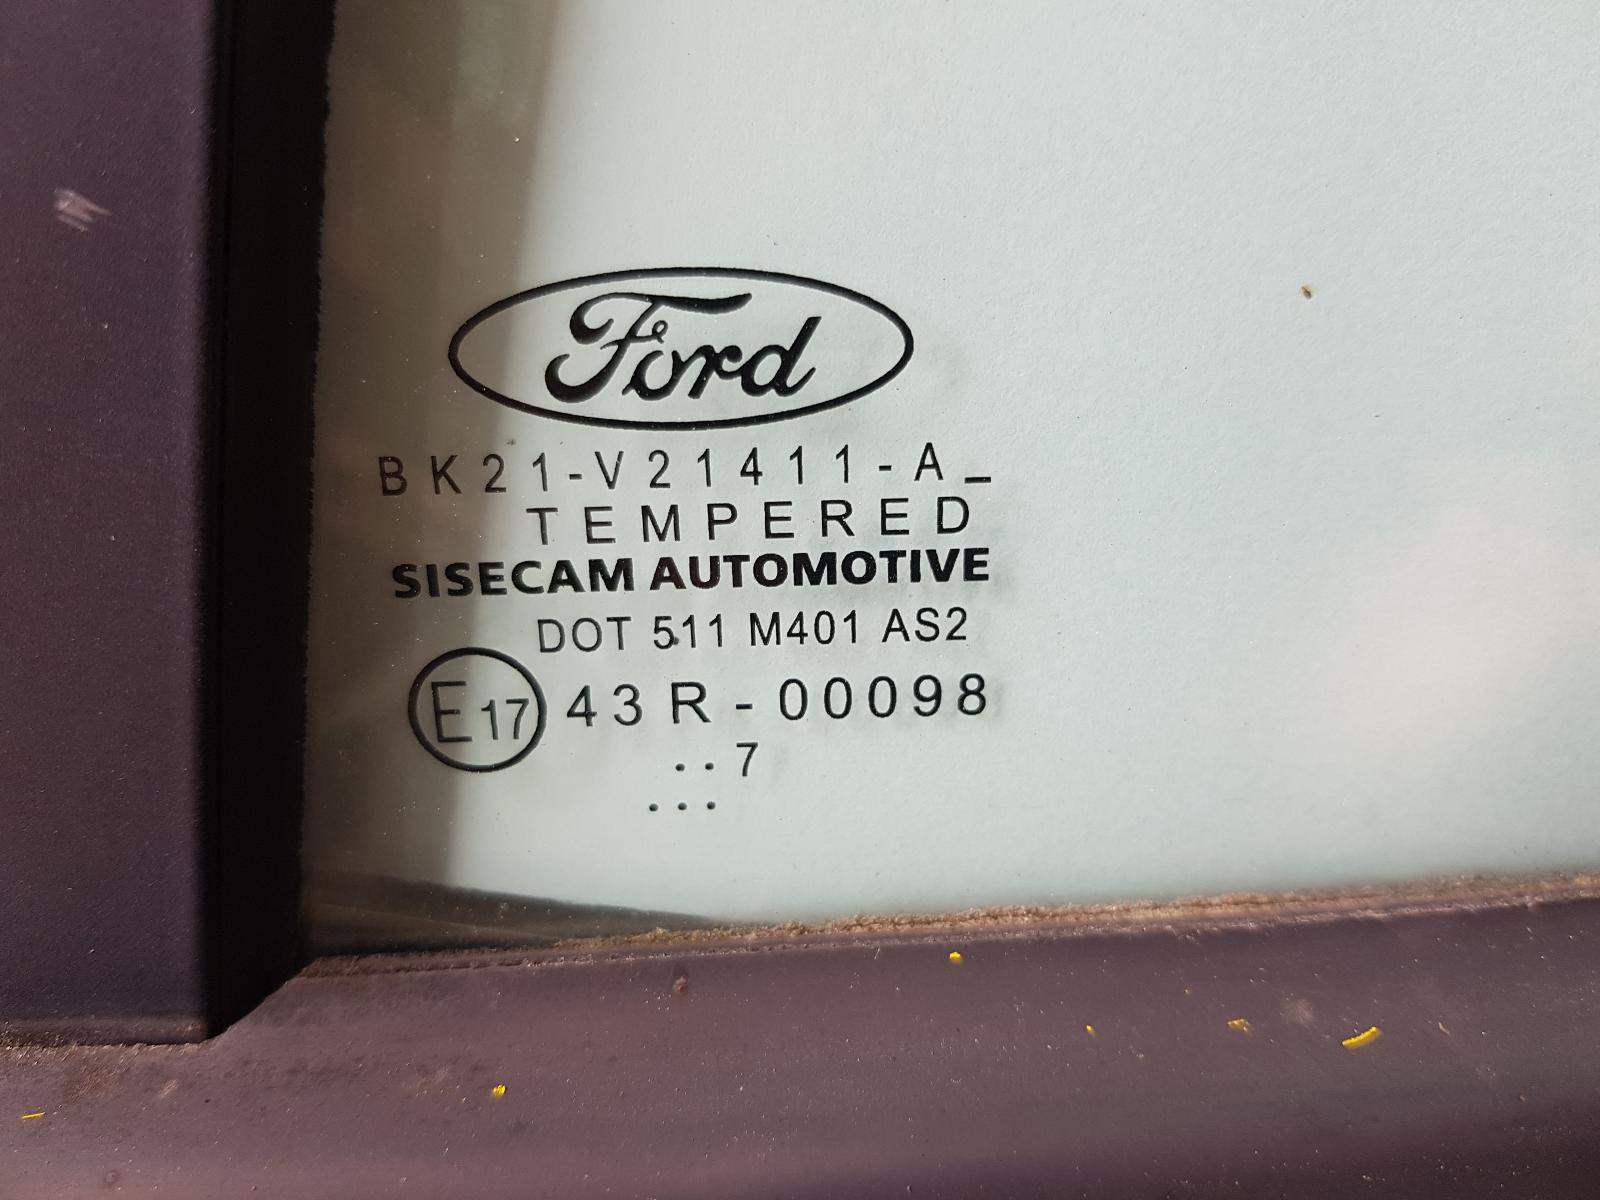 Ford
BK21-V21411-A_
TEMPERED
SISECAM AUTOMOTIVE
DOT 511 M401 AS2
E17 43R-00098
..7
...